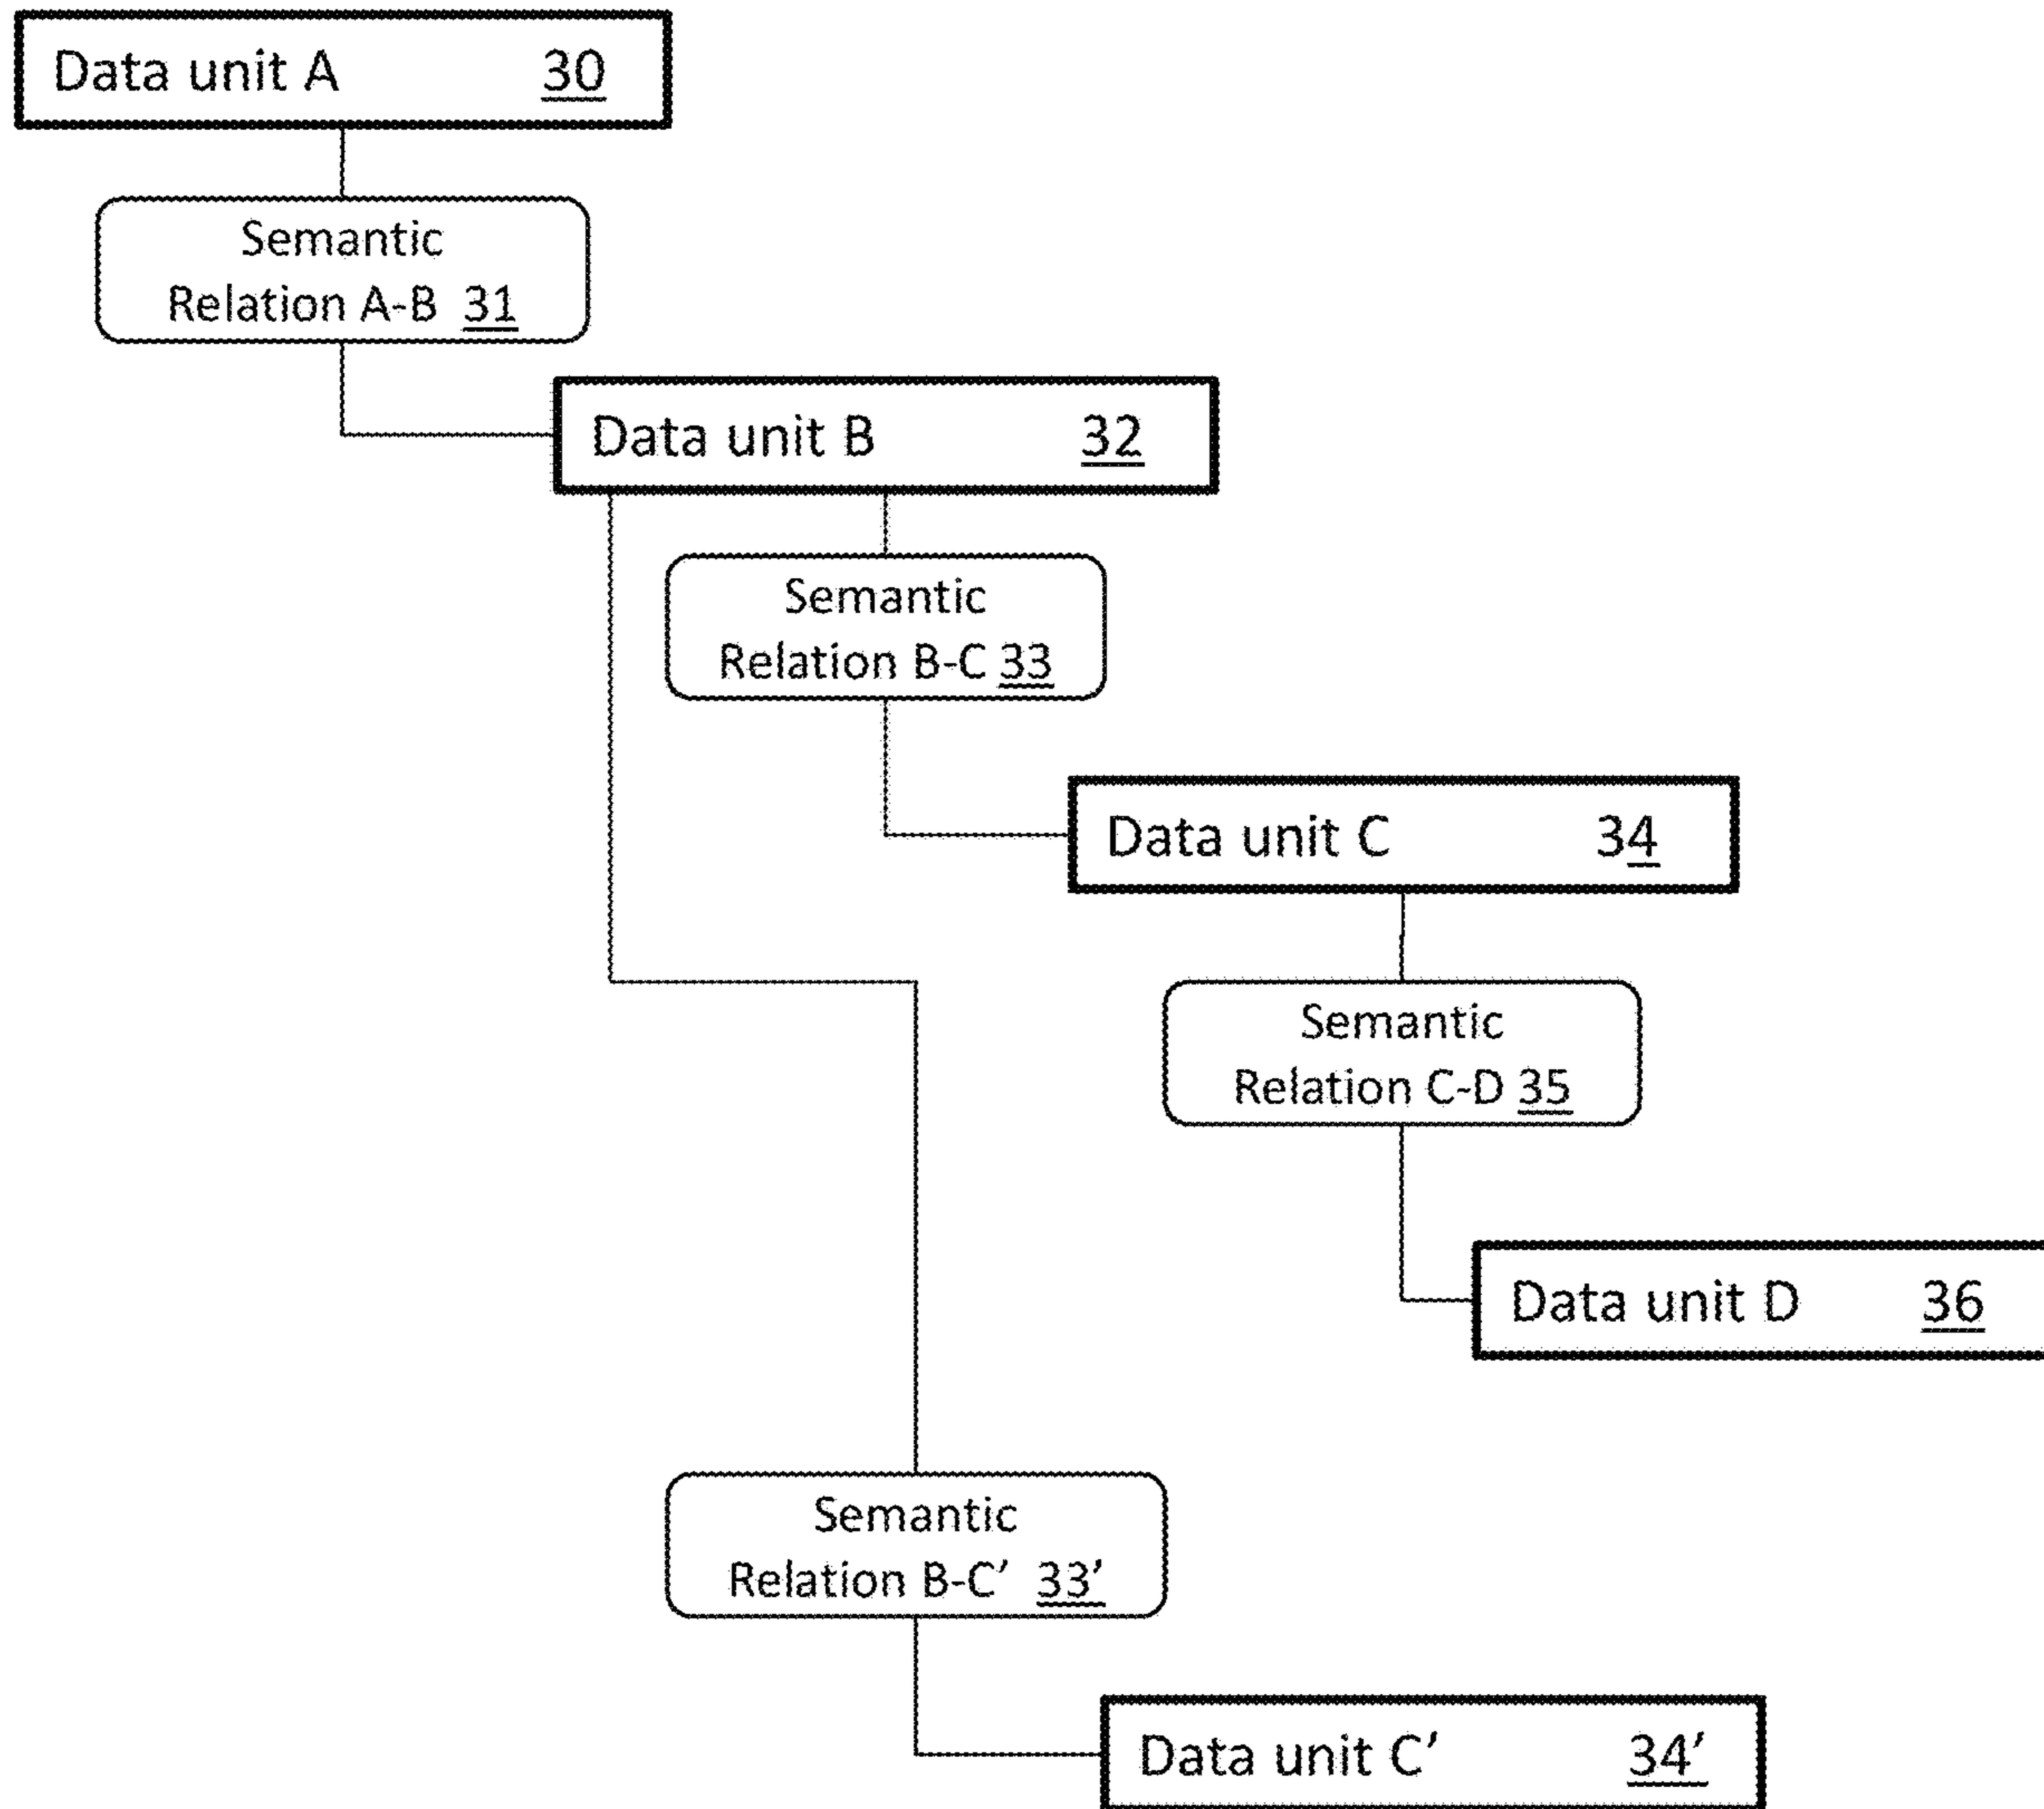 Data unit A 30
Semantic
Relation A-B 31
Data unit B 32
Semantic
Relation B-C 33
Data unit C 34
Semantic
Relation C-D 35
Data unit D 36
Semantic
Relation B-C’ 33’
Data unit C’ 34’